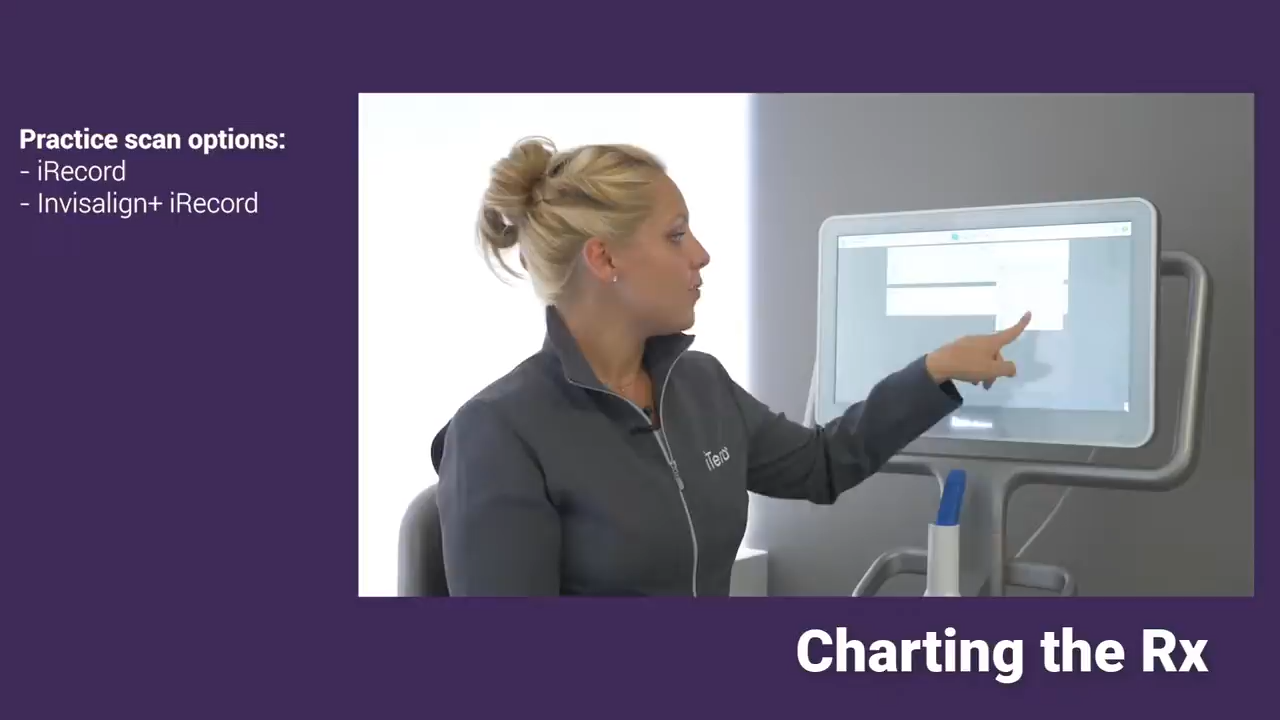 Practice scan options:
- iRecord
- Invisalign+ iRecord
iTero
Charting the Rx